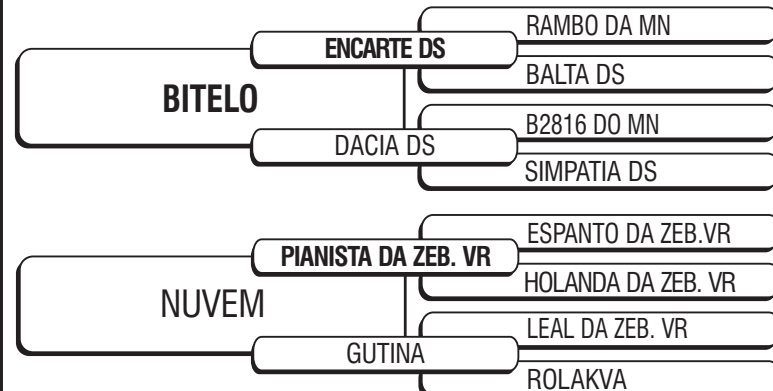 RAMBO DA MN
ENCARTE DS
BALTA DS
BITELO
B2816 DO MN
DACIA DS
SIMPATIA DS
ESPANTO DA ZEB.VR
PIANISTA DA ZEB. VR
HOLANDA DA ZEB. VR
NUVEM
LEAL DA ZEB. VR
GUTINA
ROLAKVA